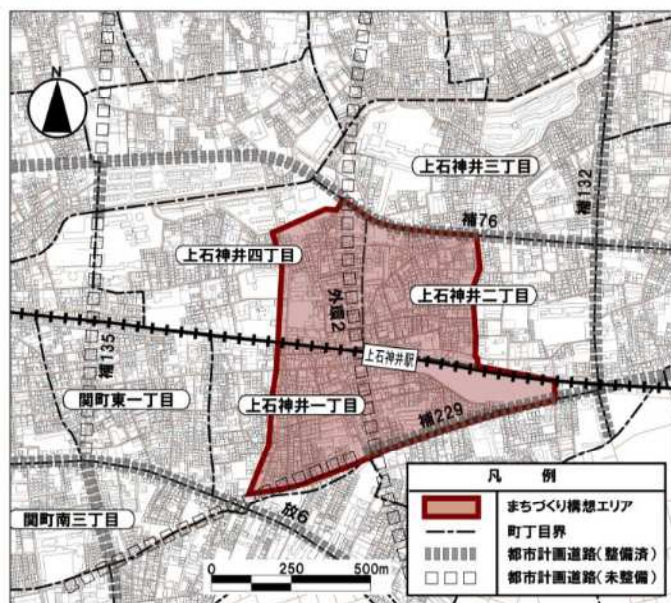 N
上石神井三丁目
補132
補76
上石神井四丁目
外環2
上石神井二丁目
上石神井駅
補135
関町東一丁目
上石神井一丁目
補229
関町南三丁目
放6
0 250 500m
凡 例
まちづくり構想エリア
町丁目界
都市計画道路(整備済)
都市計画道路(未整備)